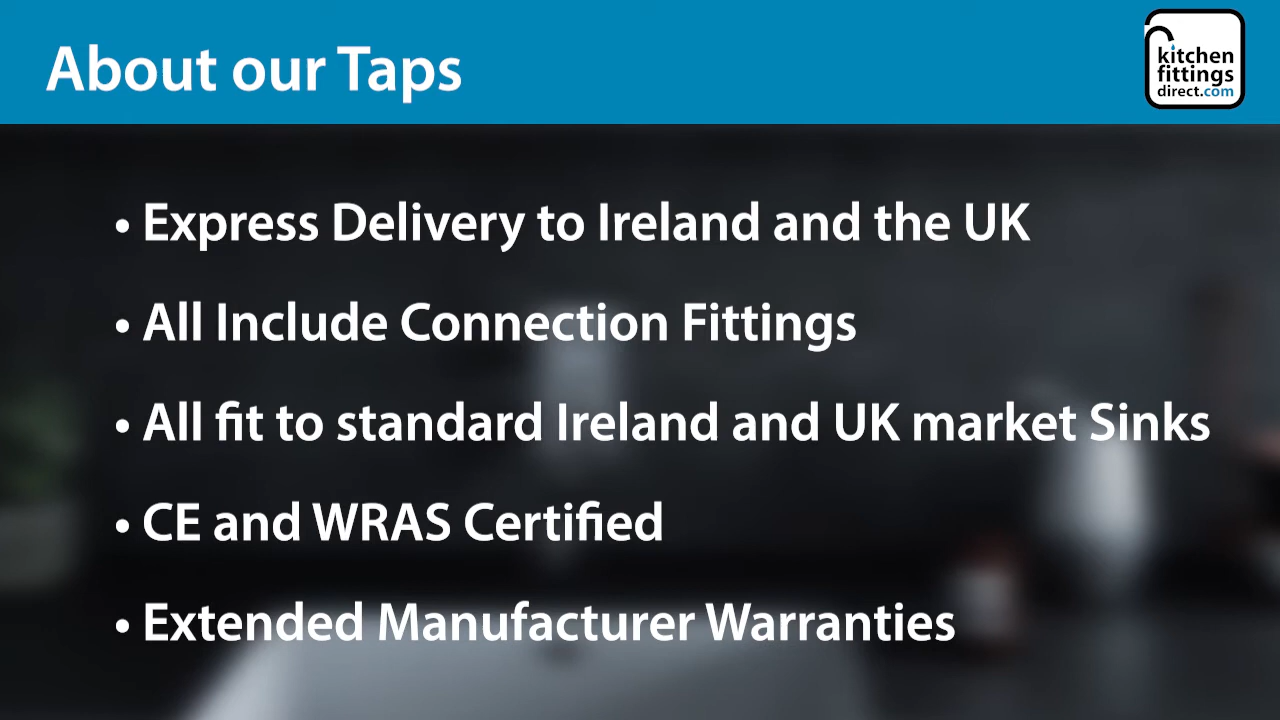 About our Taps
kitchen
fittings
direct.com
• Express Delivery to Ireland and the UK
• All Include Connection Fittings
• All fit to standard Ireland and UK market Sinks
• CE and WRAS Certified
• Extended Manufacturer Warranties